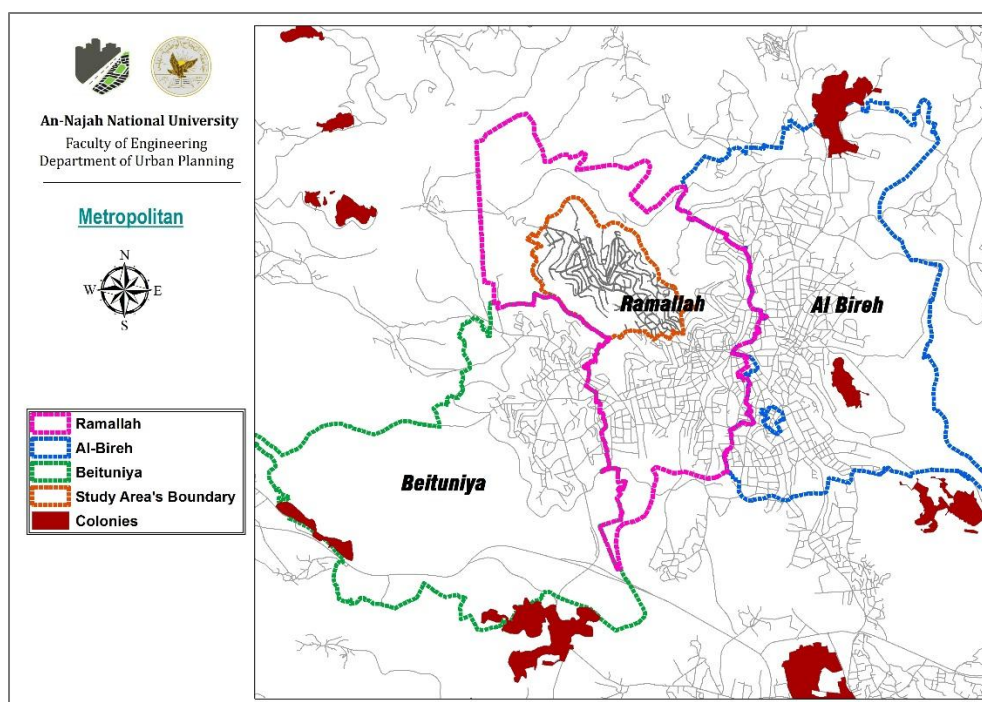 An-Najah National University
Faculty of Engineering
Department of Urban Planning
Metropolitan
N
W E
S
Ramallah
Al-Bireh
Beituniya
Study Area's Boundary
Colonies
Ramallah
Al Bireh
Beituniya